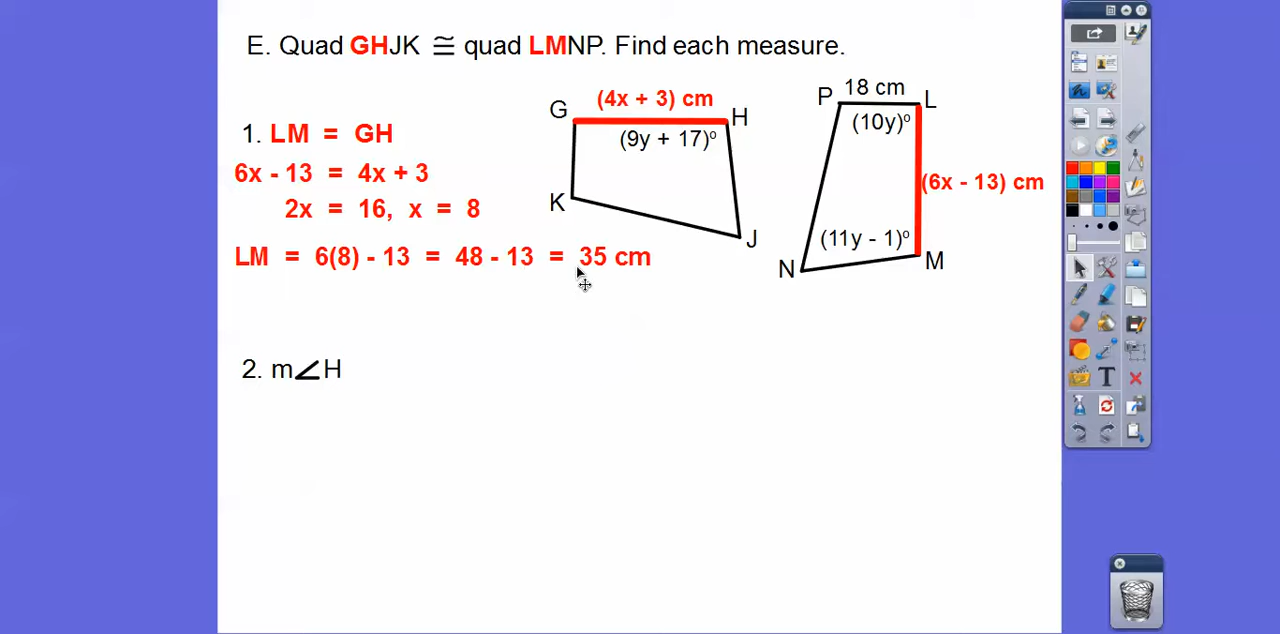 E. Quad GHJK ≅ quad LMNP. Find each measure.
1. LM = GH
6x - 13 = 4x + 3
2x = 16, x = 8
LM = 6(8) - 13 = 48 - 13 = 35 cm
2. m∠H
(4x + 3) cm
G
H
(9y + 17)º
K
J
18 cm
P
L
(10y)º
(6x - 13) cm
(11y - 1)º
N
M
T